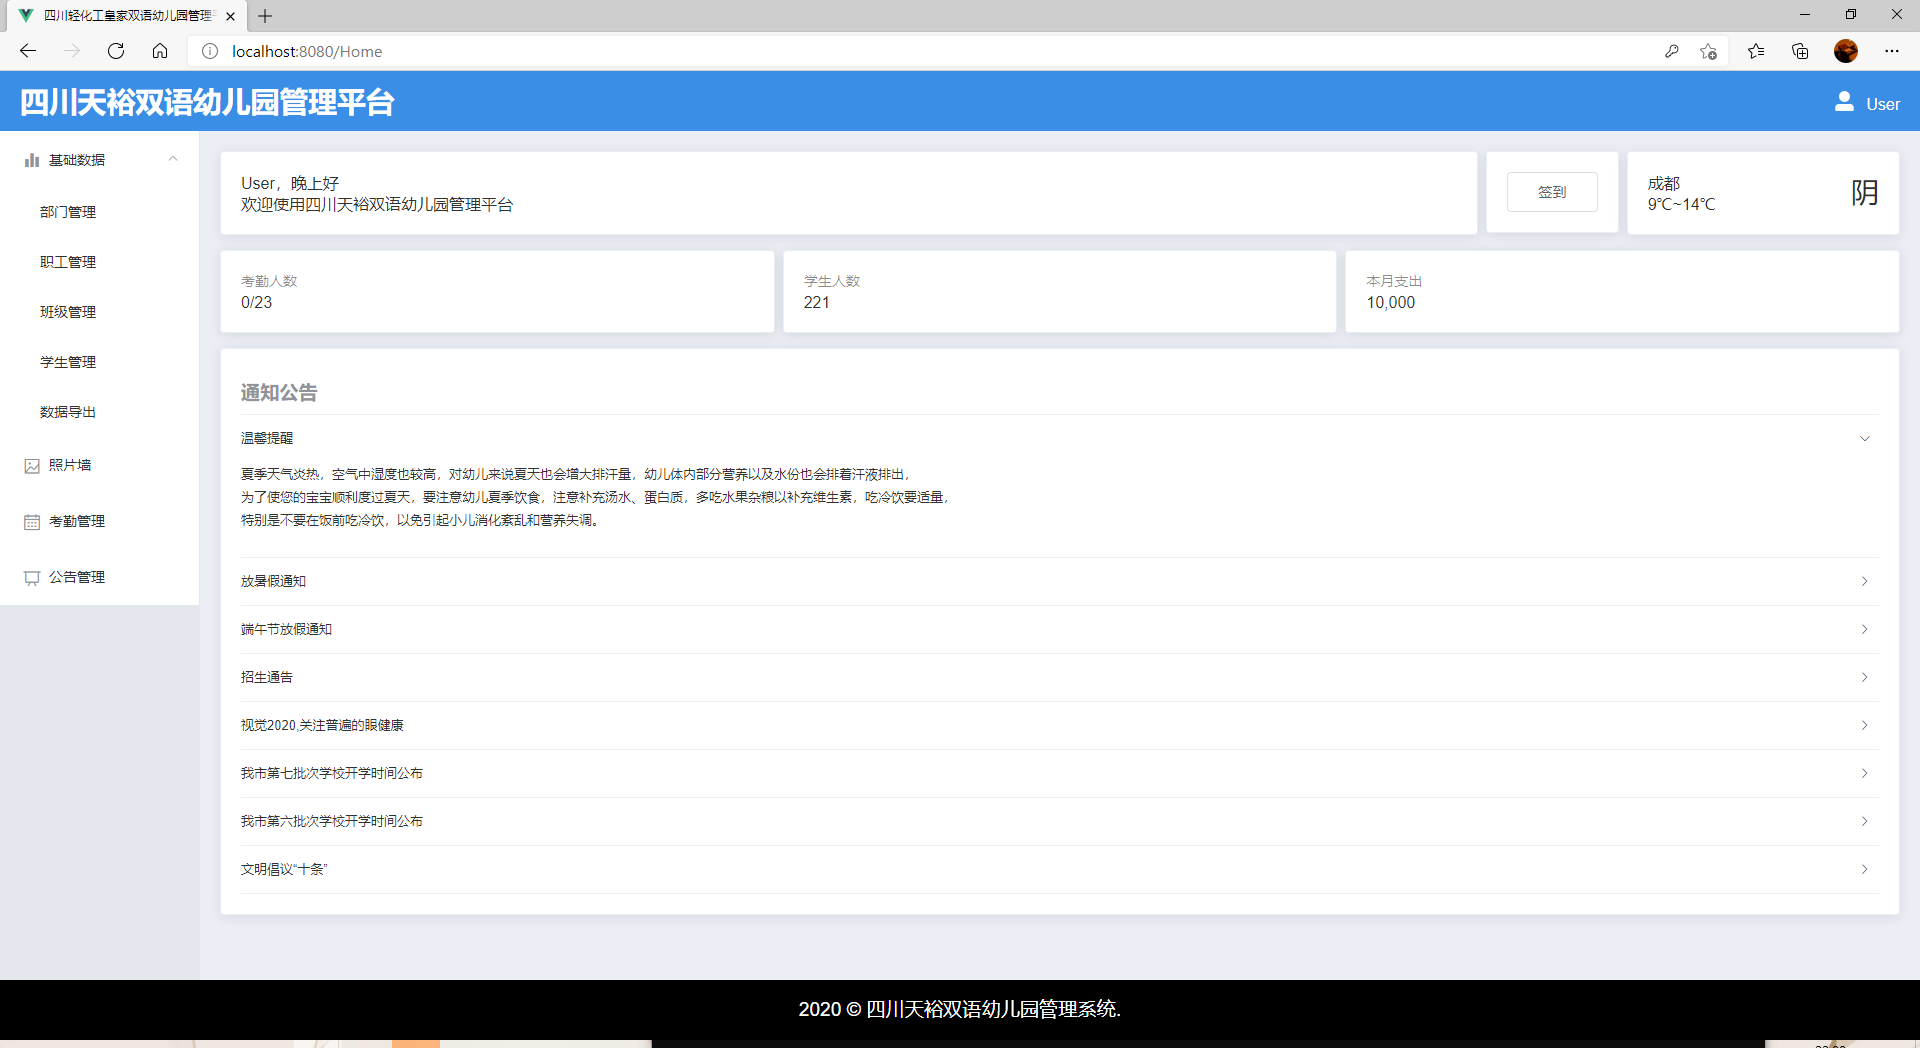 四川轻化工皇家双语幼儿园管理
localhost:8080/Home
四川天裕双语幼儿园管理平台
User
基础数据
部门管理
职工管理
班级管理
学生管理
数据导出
照片墙
考勤管理
公告管理
User，晚上好
欢迎使用四川天裕双语幼儿园管理平台
签到
成都
9℃~14℃
阴
考勤人数
0/23
学生人数
221
本月支出
10,000
通知公告
温馨提醒
夏季天气炎热，空气中湿度也较高，对幼儿来说夏天也会增大排汗量，幼儿体内部分营养以及水份也会排着汗液排出，
为了使您的宝宝顺利度过夏天，要注意幼儿夏季饮食，注意补充汤水、蛋白质，多吃水果杂粮以补充维生素，吃冷饮要适量，
特别是不要在饭前吃冷饮，以免引起小儿消化紊乱和营养失调。
放暑假通知
端午节放假通知
招生通告
视觉2020,关注普遍的眼健康
我市第七批次学校开学时间公布
我市第六批次学校开学时间公布
文明倡议“十条”
2020 © 四川天裕双语幼儿园管理系统.